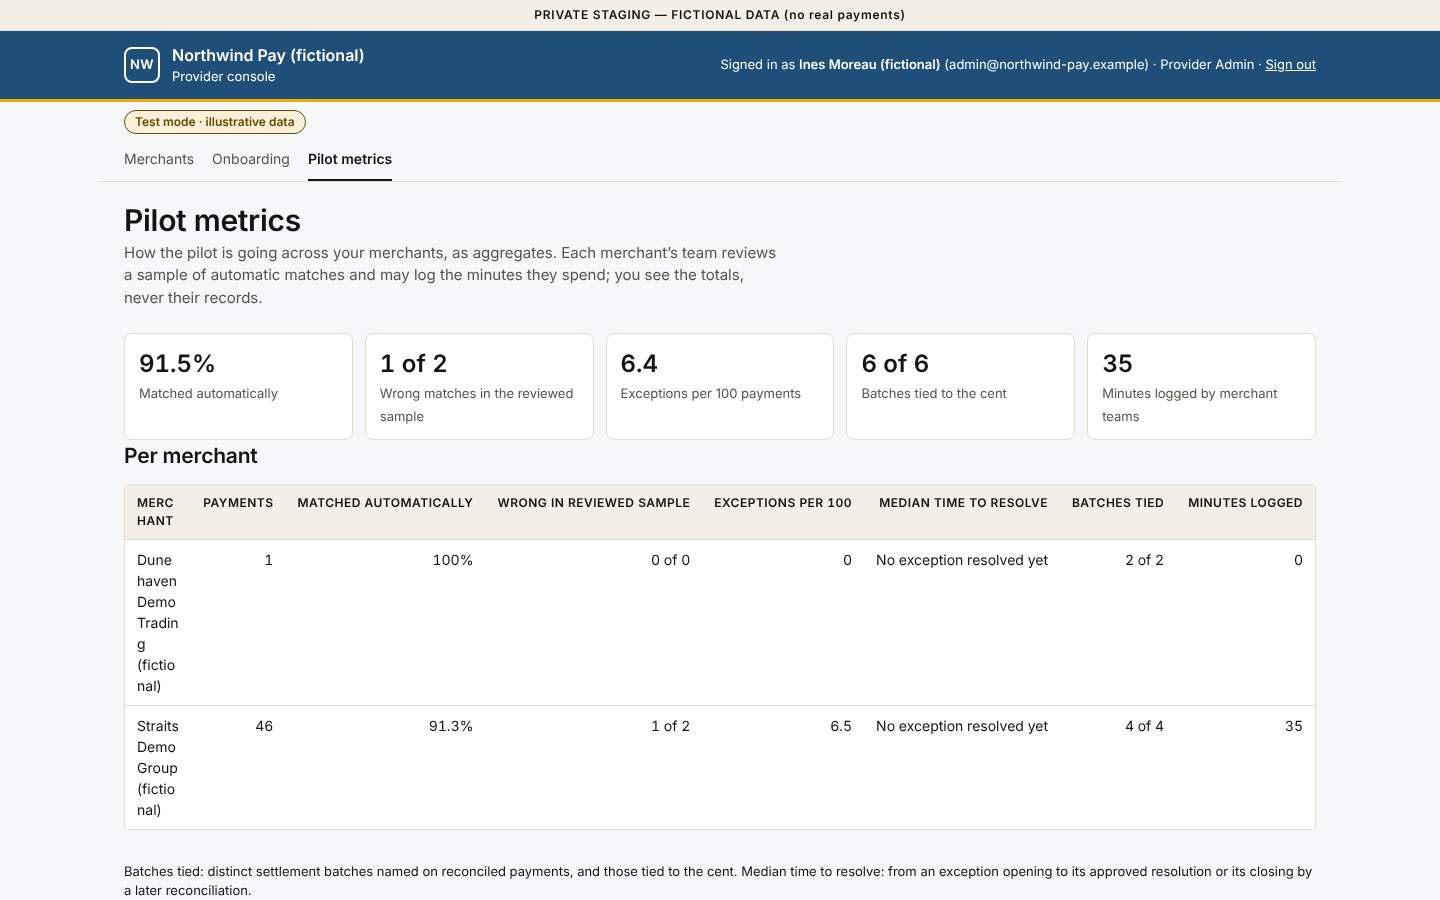 PRIVATE STAGING — FICTIONAL DATA (no real payments)
NW
Northwind Pay (fictional)
Provider console
Signed in as Ines Moreau (fictional) (admin@northwind-pay.example) · Provider Admin · Sign out
Test mode · illustrative data
Merchants Onboarding Pilot metrics
Pilot metrics
How the pilot is going across your merchants, as aggregates. Each merchant’s team reviews
a sample of automatic matches and may log the minutes they spend; you see the totals,
never their records.
91.5%
Matched automatically
1 of 2
Wrong matches in the reviewed
sample
6.4
Exceptions per 100 payments
6 of 6
Batches tied to the cent
35
Minutes logged by merchant
teams
Per merchant
MERC
HANT
PAYMENTS
MATCHED AUTOMATICALLY
WRONG IN REVIEWED SAMPLE
EXCEPTIONS PER 100
MEDIAN TIME TO RESOLVE
BATCHES TIED
MINUTES LOGGED
Dune
haven
Demo
Tradin
g
(fictio
nal)
1
100%
0 of 0
0
No exception resolved yet
2 of 2
0
Straits
Demo
Group
(fictio
nal)
46
91.3%
1 of 2
6.5
No exception resolved yet
4 of 4
35
Batches tied: distinct settlement batches named on reconciled payments, and those tied to the cent. Median time to resolve: from an exception opening to its approved resolution or its closing by
a later reconciliation.